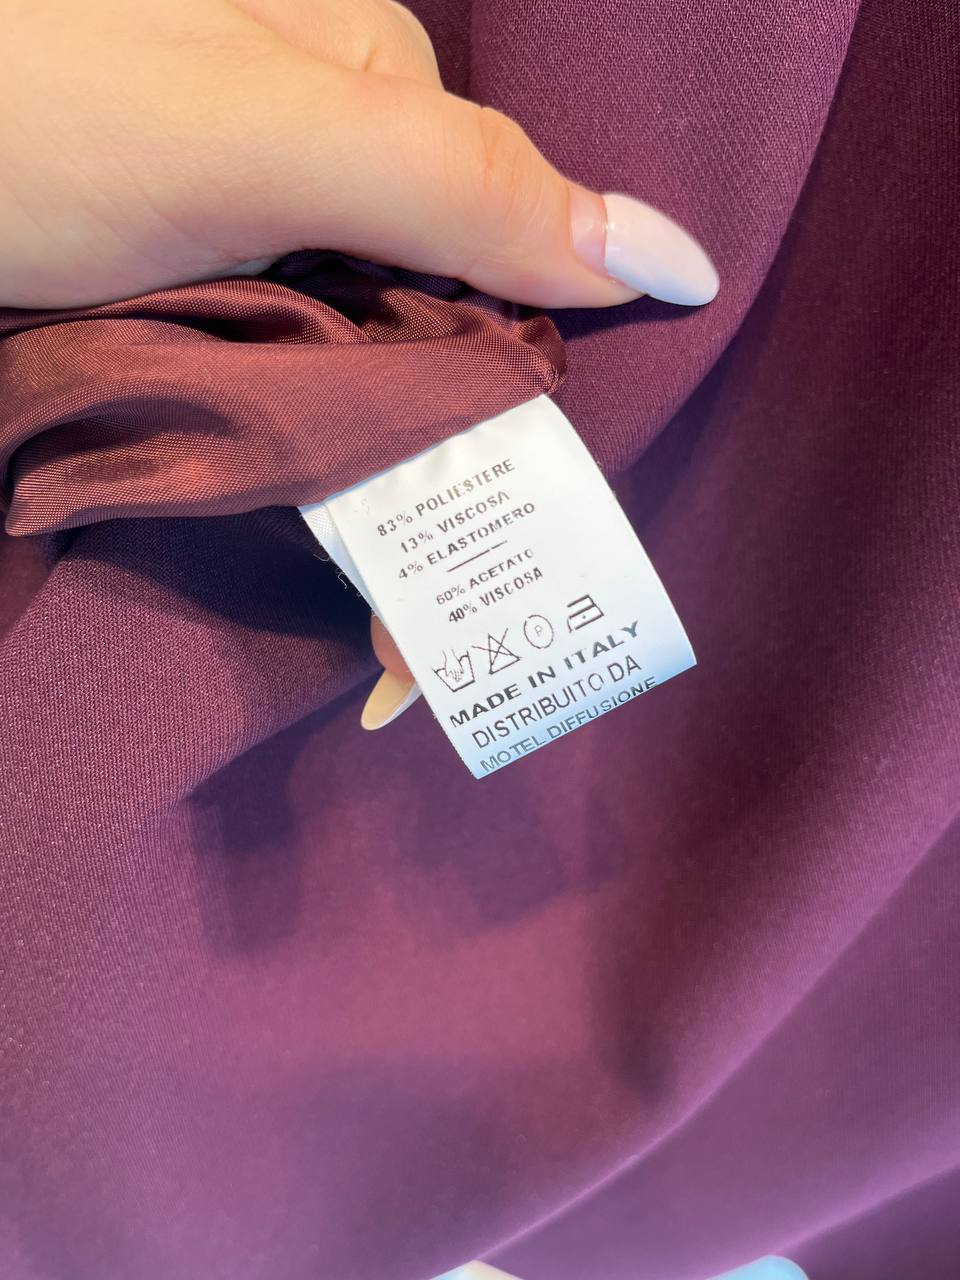 83% POLIESTERE
13% VISCOSA
4% ELASTOMERO
60% ACETATO
40% VISCOSA
P
MADE IN ITALY
DISTRIBUITO DA
MOTEL DIFFUSIONE